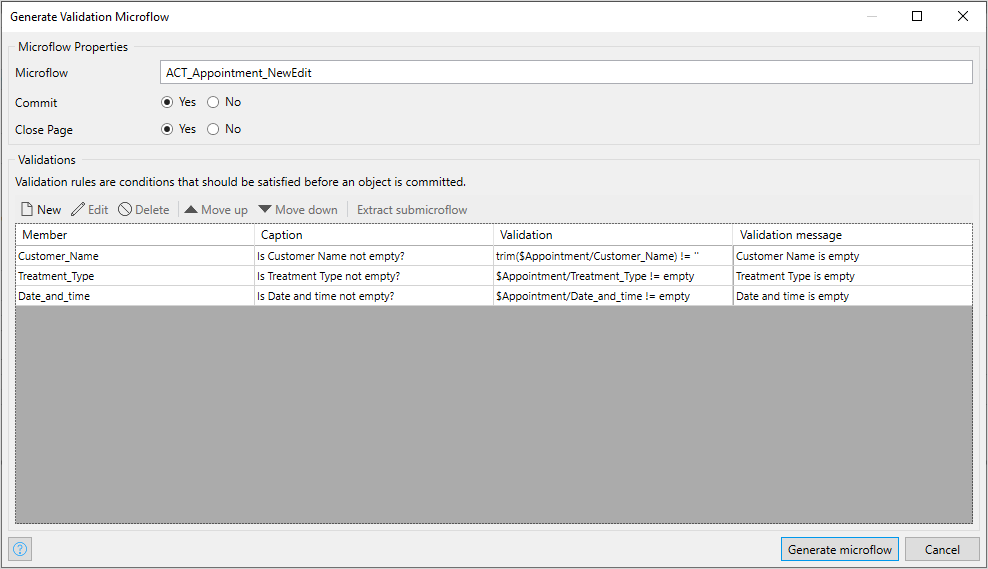 Generate Validation Microflow
Microflow Properties
Microflow ACT_Appointment_NewEdit
Commit Yes No
Close Page Yes No
Validations
Validation rules are conditions that should be satisfied before an object is committed.
New Edit Delete Move up Move down Extract submicroflow
Member Caption Validation Validation message
Customer_Name Is Customer Name not empty? trim($Appointment/Customer_Name) != '' Customer Name is empty
Treatment_Type Is Treatment Type not empty? $Appointment/Treatment_Type != empty Treatment Type is empty
Date_and_time Is Date and time not empty? $Appointment/Date_and_time != empty Date and time is empty
? Generate microflow Cancel